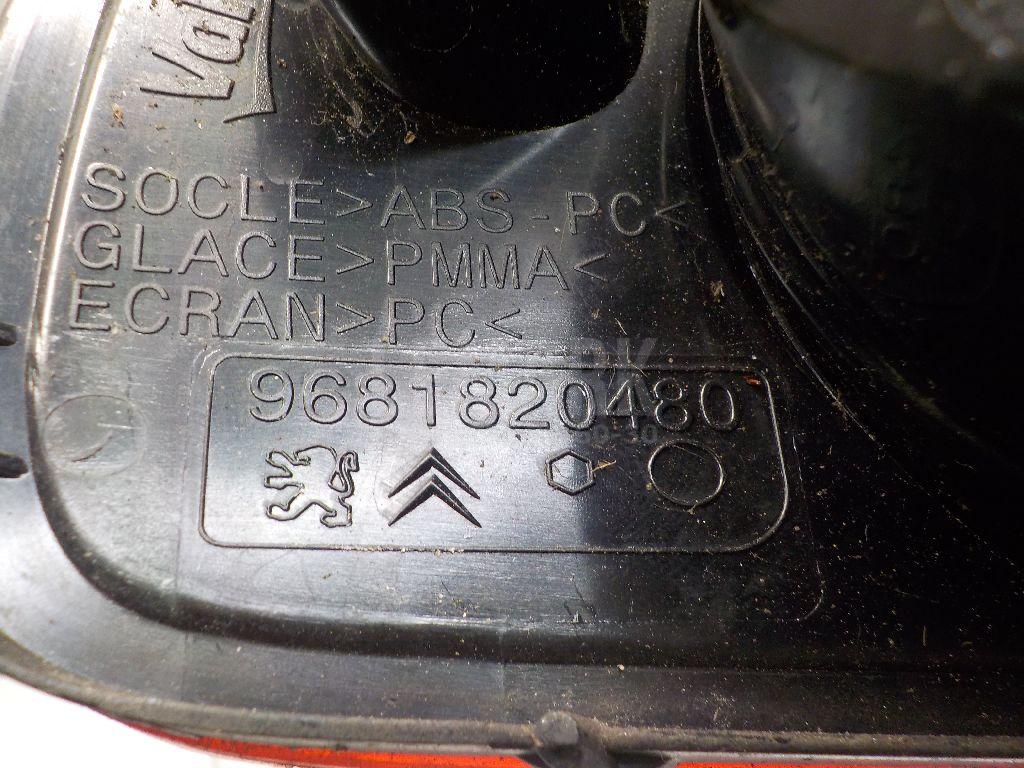 SOCLE>ABS-PC<
GLACE>PMMA<
ECRAN>PC<
9681820480